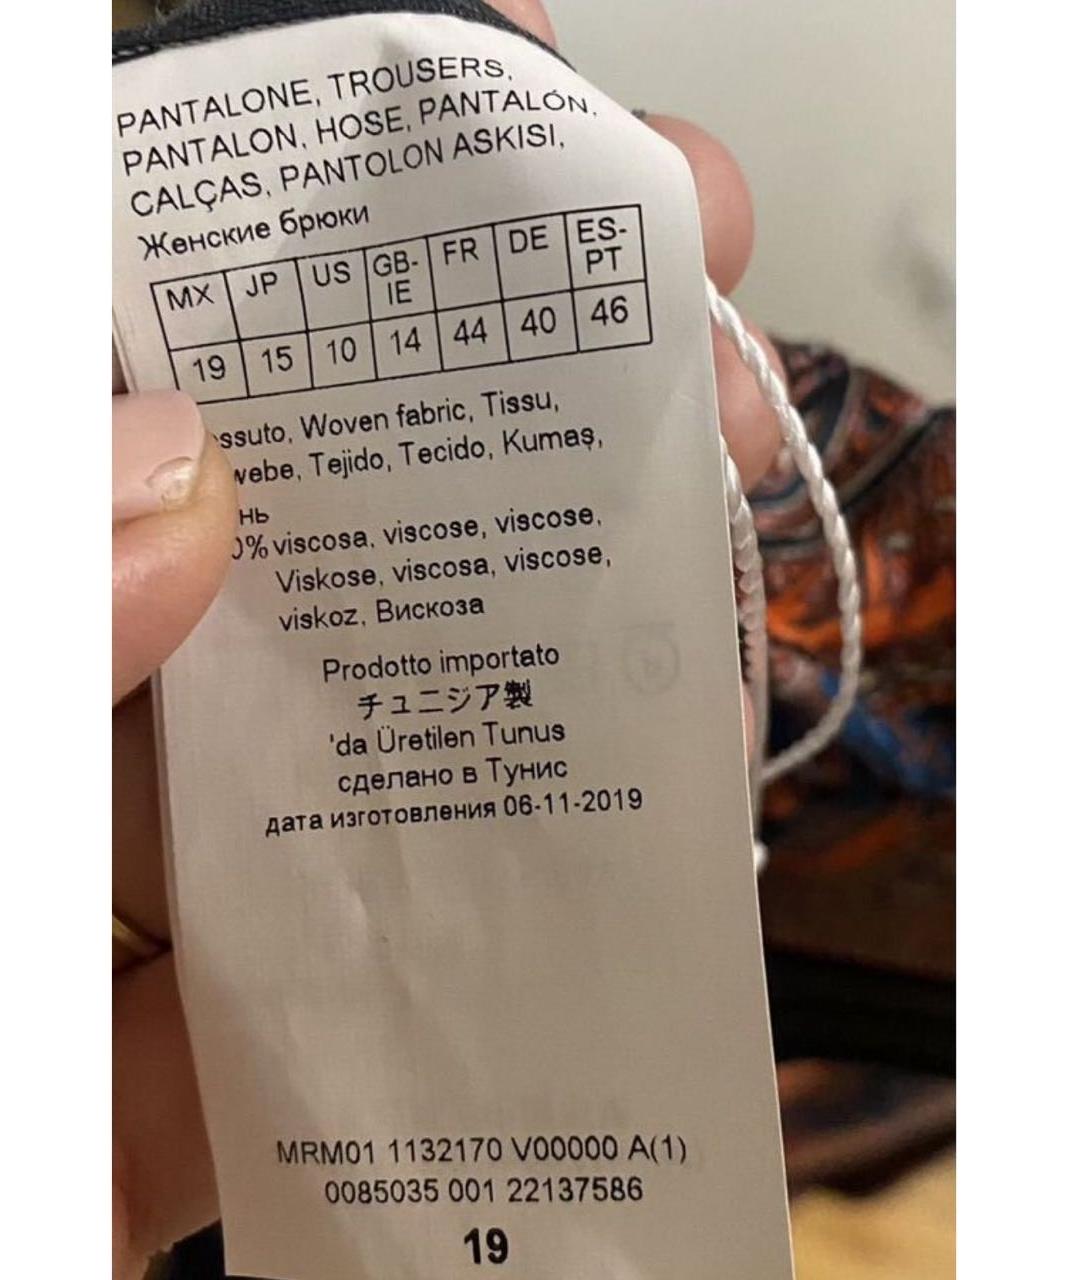 PANTALONE, TROUSERS,
PANTALON, HOSE, PANTALÓN,
CALÇAS, PANTOLON ASKISI,
Женские брюки
MX JP US GB-IE FR DE ES-PT
19 15 10 14 44 40 46
ssuto, Woven fabric, Tissu,
webe, Tejido, Tecido, Kumaş,
нь
0% viscosa, viscose, viscose,
Viskose, viscosa, viscose,
viskoz, Вискоза
Prodotto importato
チュニジア製
'da Üretilen Tunus
сделано в Тунис
дата изготовления 06-11-2019
MRM01 1132170 V00000 A(1)
0085035 001 22137586
19